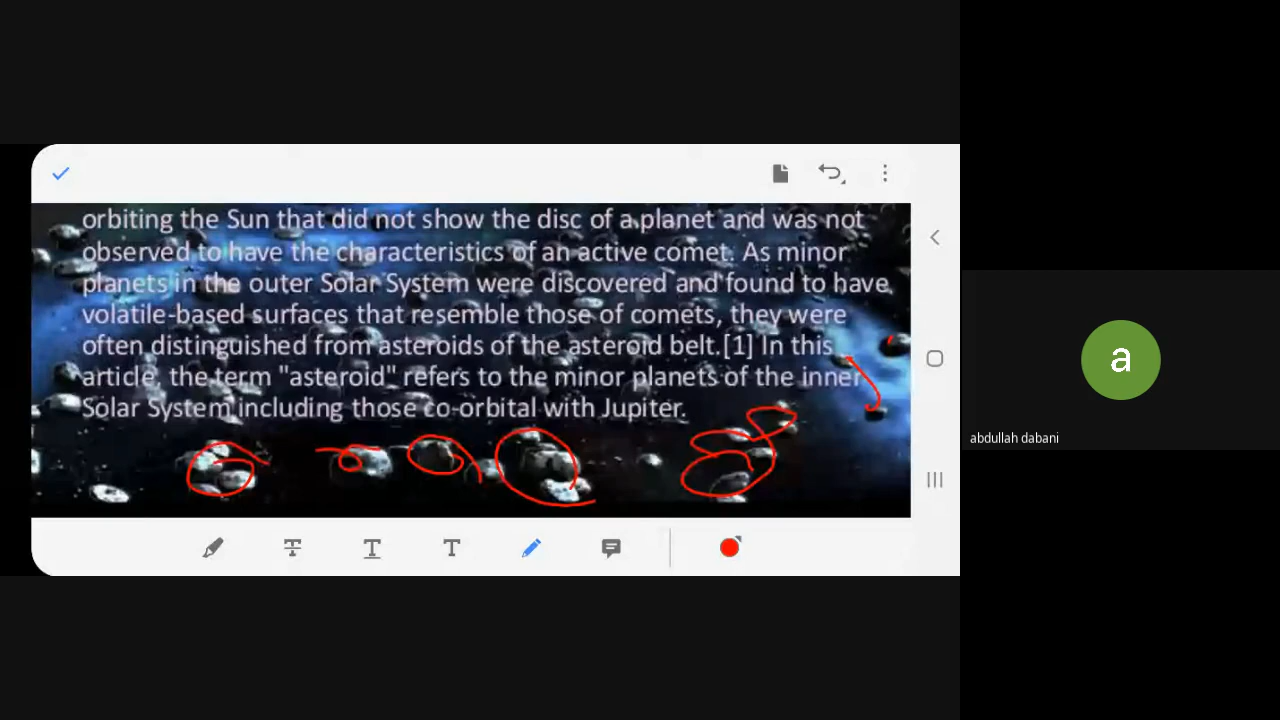 orbiting the Sun that did not show the disc of a planet and was not
observed to have the characteristics of an active comet. As minor
planets in the outer Solar System were discovered and found to have
volatile-based surfaces that resemble those of comets, they were
often distinguished from asteroids of the asteroid belt.[1] In this
article, the term "asteroid" refers to the minor planets of the inner
Solar System including those co-orbital with Jupiter.
T T T
a
abdullah dabani